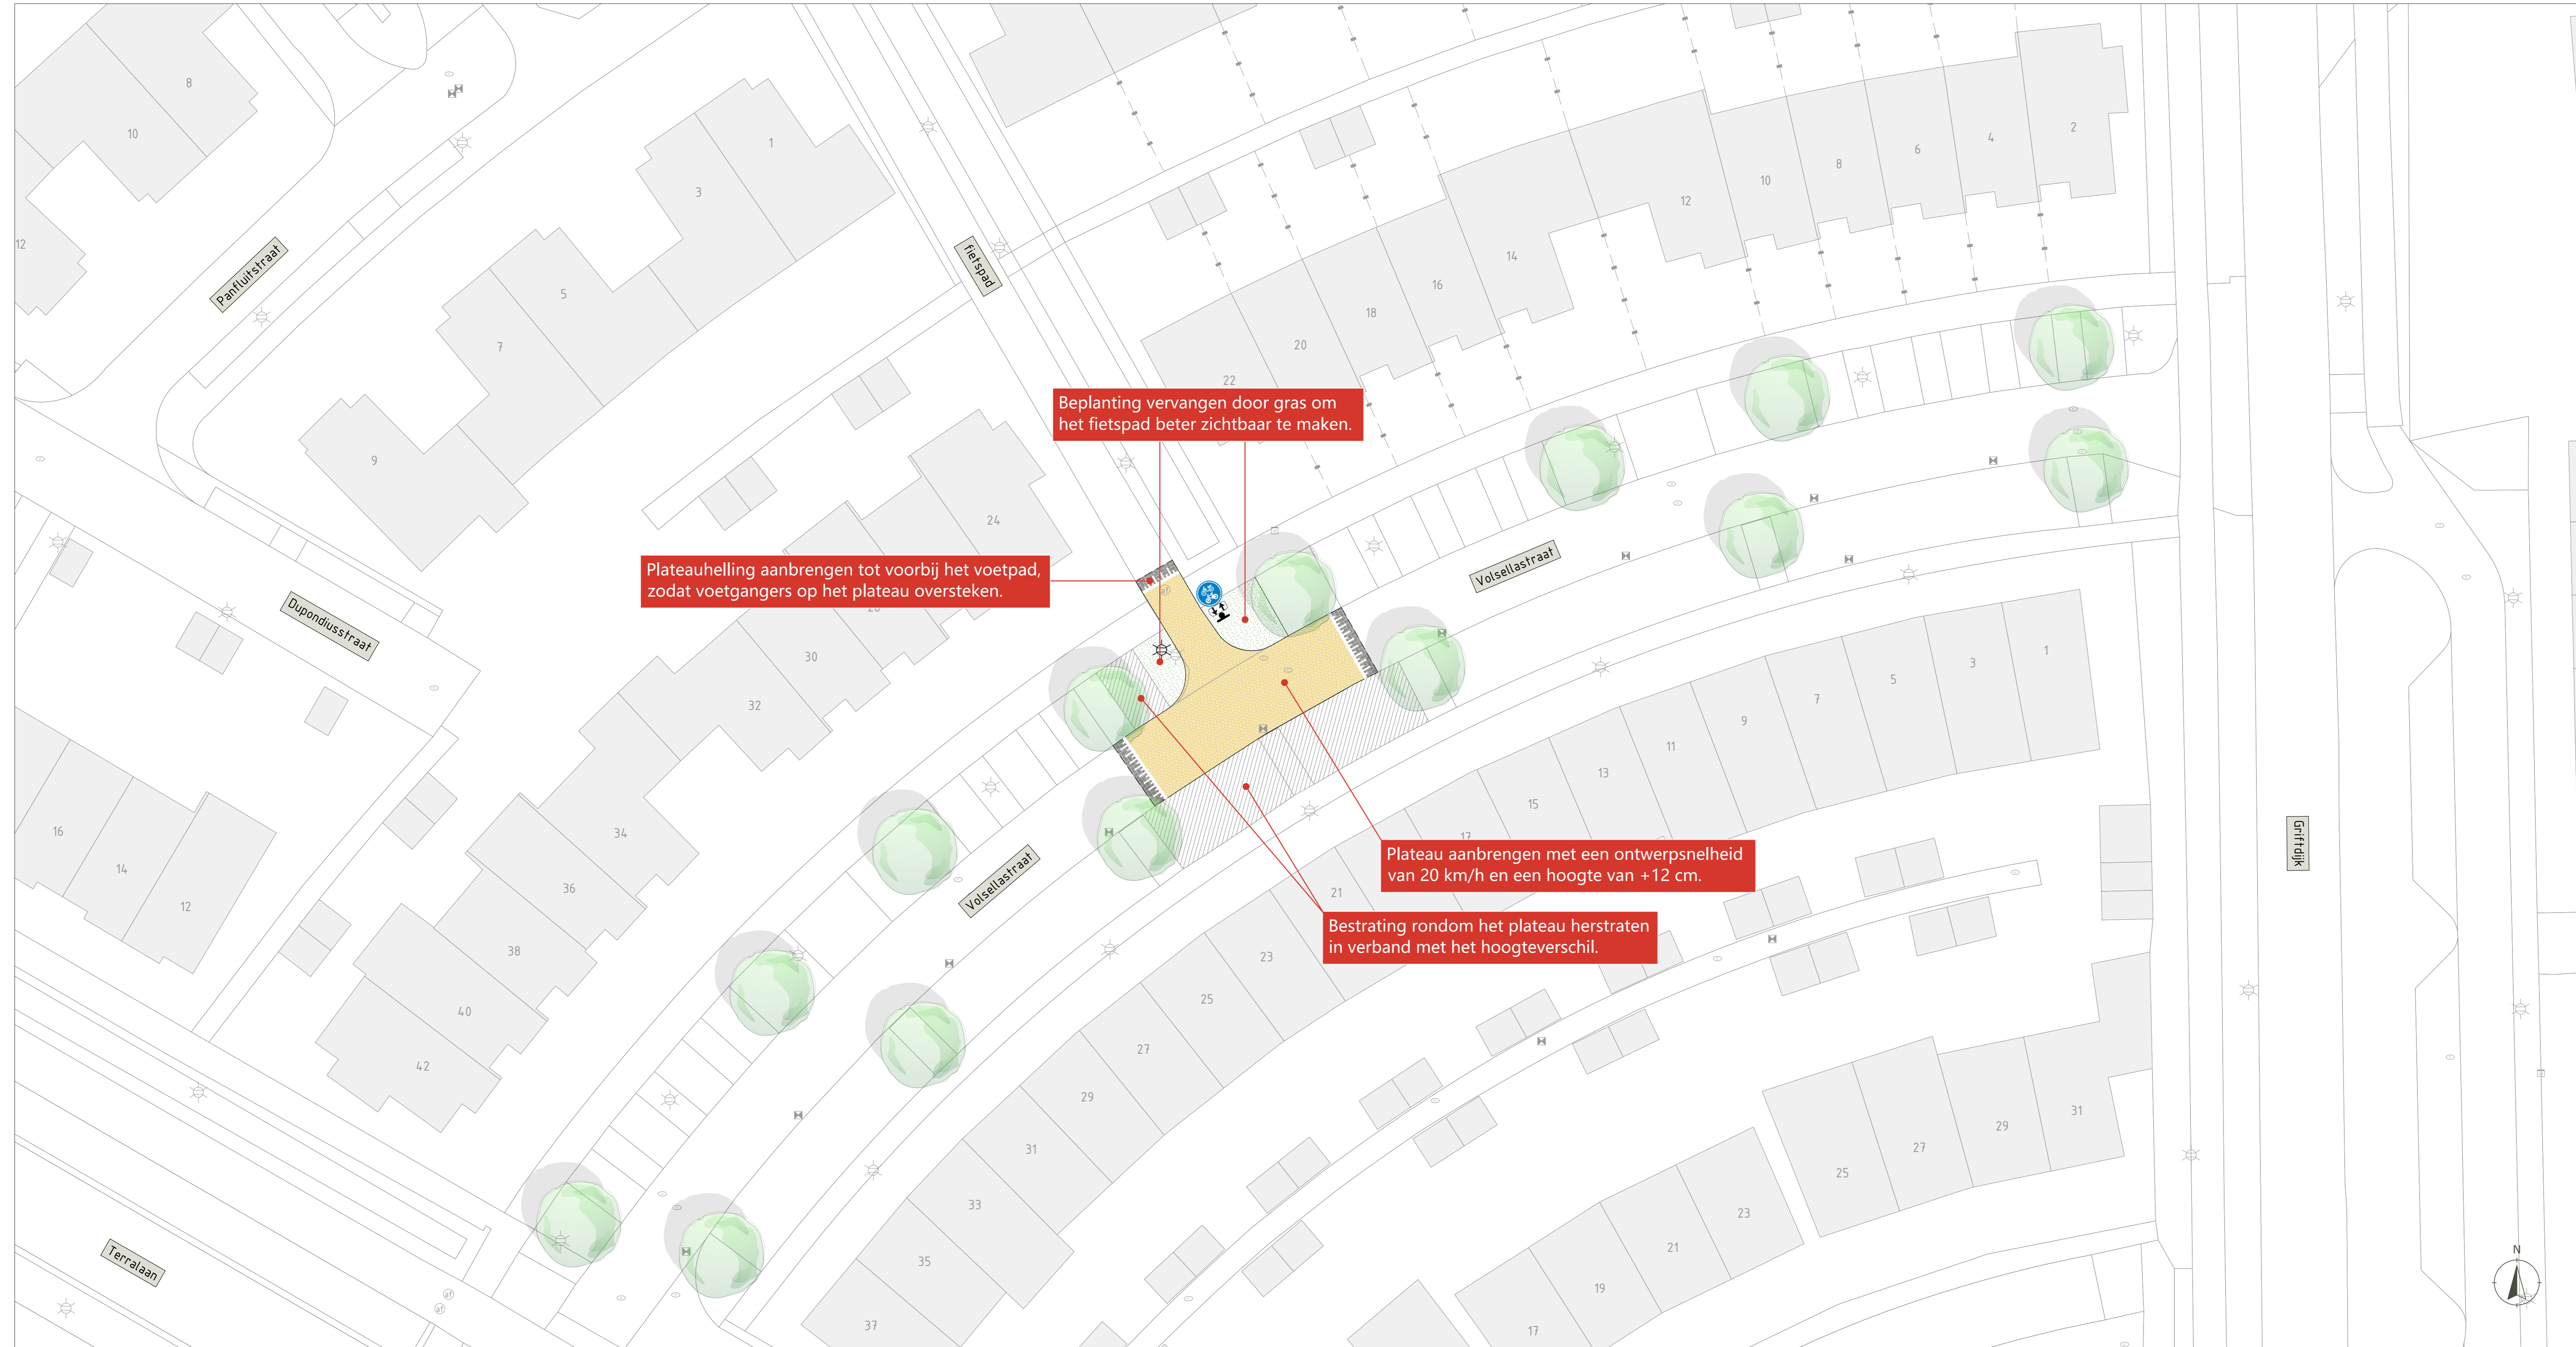 8
10
12
1
3
5
7
9
Panfluitstraat
fietspad
2
4
6
8
10
12
14
16
18
20
22
Beplanting vervangen door gras om
het fietspad beter zichtbaar te maken.
24
Plateauhelling aanbrengen tot voorbij het voetpad,
zodat voetgangers op het plateau oversteken.
af
Volsellastraat
Dupondiusstraat
30
32
34
36
38
40
42
16
14
12
1
3
5
7
9
11
13
15
17
21
23
25
27
29
31
33
35
37
Plateau aanbrengen met een ontwerpsnelheid
van 20 km/h en een hoogte van +12 cm.
Bestrating rondom het plateau herstraten
in verband met het hoogteverschil.
Volsellastraat
Griftdijk
31
29
27
25
23
21
19
17
Terralaan
af
af
N